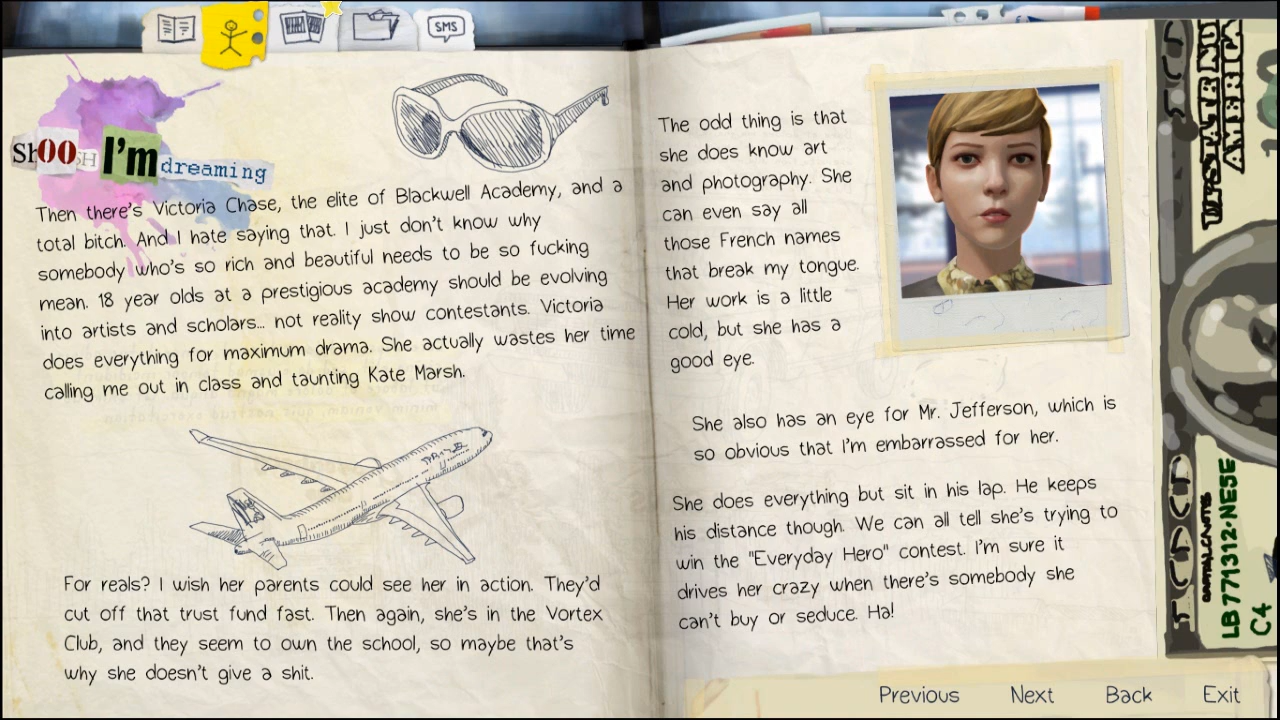 SMS
ShOOSH I'm dreaming
Then there's Victoria Chase, the elite of Blackwell Academy, and a
total bitch. And I hate saying that. I just don't know why
somebody who's so rich and beautiful needs to be so fucking
mean. 18 year olds at a prestigious academy should be evolving
into artists and scholars... not reality show contestants. Victoria
does everything for maximum drama. She actually wastes her time
calling me out in class and taunting Kate Marsh.
For reals? I wish her parents could see her in action. They'd
cut off that trust fund fast. Then again, she's in the Vortex
Club, and they seem to own the school, so maybe that's
why she doesn't give a shit.
The odd thing is that
she does know art
and photography. She
can even say all
those French names
that break my tongue.
Her work is a little
cold, but she has a
good eye.
She also has an eye for Mr. Jefferson, which is
so obvious that I'm embarrassed for her.
She does everything but sit in his lap. He keeps
his distance though. We can all tell she's trying to
win the "Everyday Hero" contest. I'm sure it
drives her crazy when there's somebody she
can't buy or seduce. Ha!
AMERICA
LB771312-NE5E
C4
Previous Next Back Exit